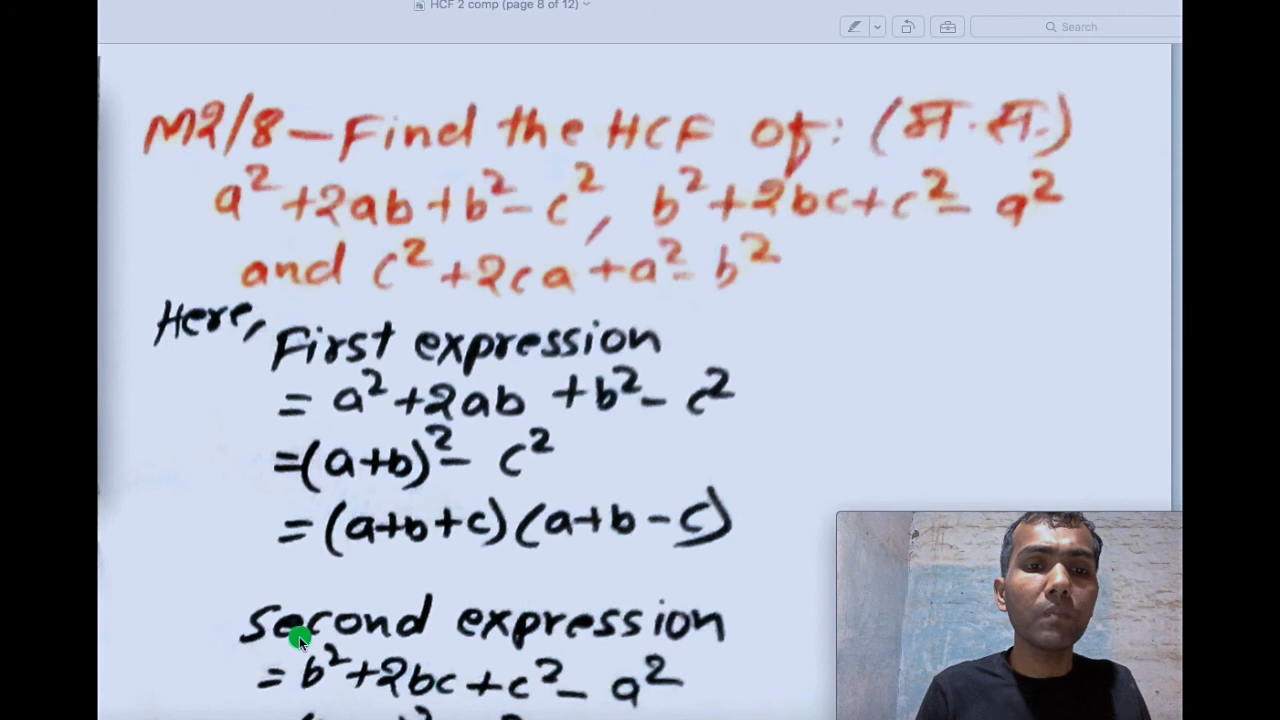 HCF 2 comp (page 8 of 12)
Search
M2/8-Find the HCF of: (म.स.)
a²+2ab+b²-c², b²+2bc+c²-a²
and c²+2ca+a²-b²
Here,
First expression
= a²+2ab+b²-c²
=(a+b)²-c²
=(a+b+c)(a+b-c)
Second expression
= b²+2bc+c²-a²